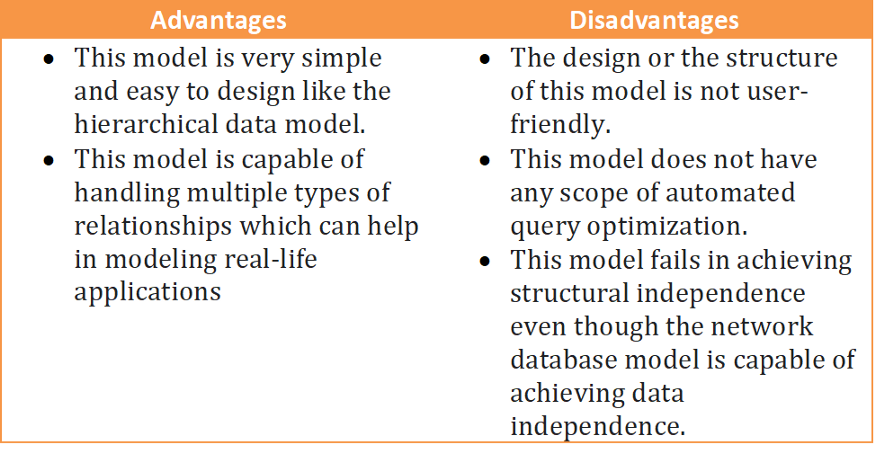 Advantages
Disadvantages
• This model is very simple
and easy to design like the
hierarchical data model.
• This model is capable of
handling multiple types of
relationships which can help
in modeling real-life
applications
• The design or the structure
of this model is not user-
friendly.
• This model does not have
any scope of automated
query optimization.
• This model fails in achieving
structural independence
even though the network
database model is capable of
achieving data
independence.